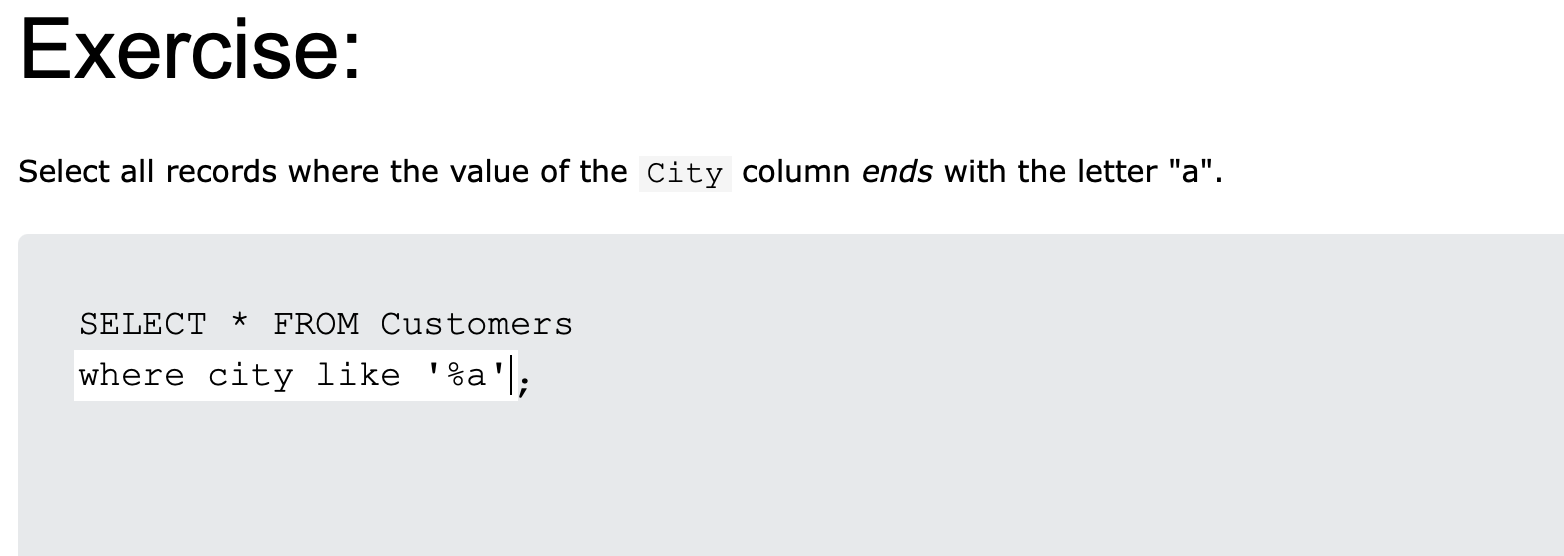 Exercise:
Select all records where the value of the City column ends with the letter "a".
SELECT * FROM Customers
where city like '%a';